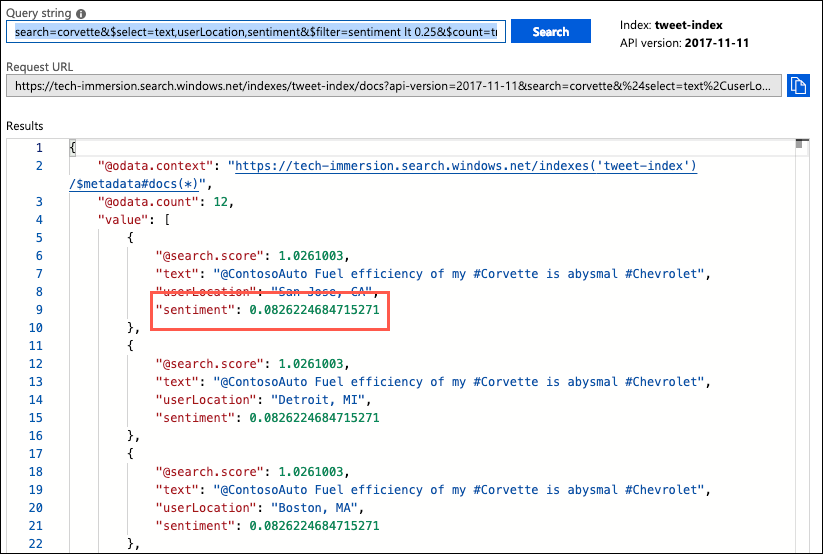 Query string
search=corvette&$select=text,userLocation,sentiment&$filter=sentiment lt 0.25&$count=tr
Search
Index: tweet-index
API version: 2017-11-11
Request URL
https://tech-immersion.search.windows.net/indexes/tweet-index/docs?api-version=2017-11-11&search=corvette&%24select=text%2CuserLo...
Results
1 {
2 "@odata.context": "https://tech-immersion.search.windows.net/indexes('tweet-index')
/$metadata#docs(*)",
3 "@odata.count": 12,
4 "value": [
5 {
6 "@search.score": 1.0261003,
7 "text": "@ContosoAuto Fuel efficiency of my #Corvette is abysmal #Chevrolet",
8 "userLocation": "San Jose, CA",
9 "sentiment": 0.0826224684715271
10 },
11 {
12 "@search.score": 1.0261003,
13 "text": "@ContosoAuto Fuel efficiency of my #Corvette is abysmal #Chevrolet",
14 "userLocation": "Detroit, MI",
15 "sentiment": 0.0826224684715271
16 },
17 {
18 "@search.score": 1.0261003,
19 "text": "@ContosoAuto Fuel efficiency of my #Corvette is abysmal #Chevrolet",
20 "userLocation": "Boston, MA",
21 "sentiment": 0.0826224684715271
22 },